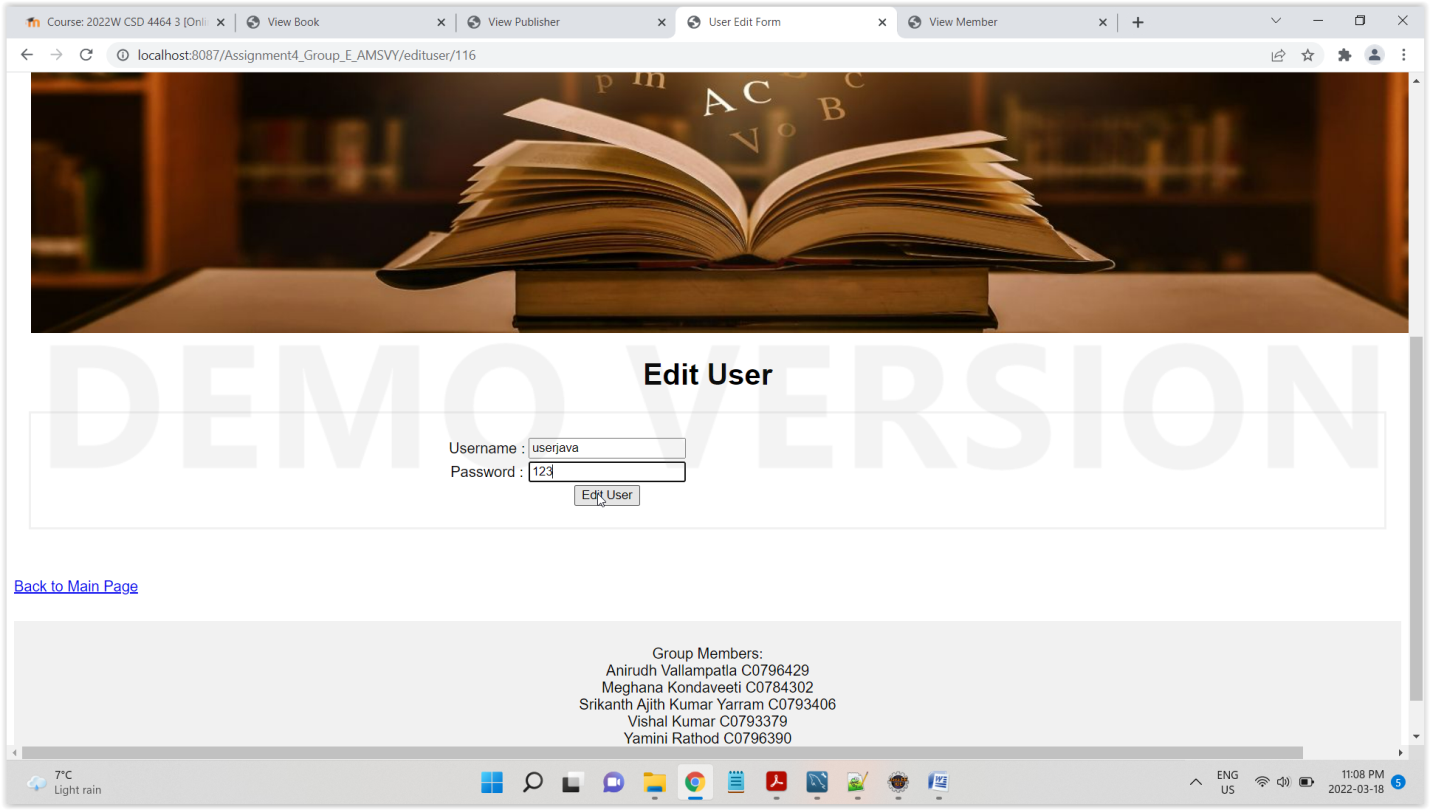 Course: 2022W CSD 4464 3 [Onli
View Book
View Publisher
User Edit Form
View Member
localhost:8087/Assignment4_Group_E_AMSVY/edituser/116
p m A C C
V o B
DEMO VERSION
Edit User
Username : userjava
Password : 123
Edit User
Back to Main Page
Group Members:
Anirudh Vallampatla C0796429
Meghana Kondaveeti C0784302
Srikanth Ajith Kumar Yarram C0793406
Vishal Kumar C0793379
Yamini Rathod C0796390
7°C
Light rain
ENG
US
11:08 PM
2022-03-18
5